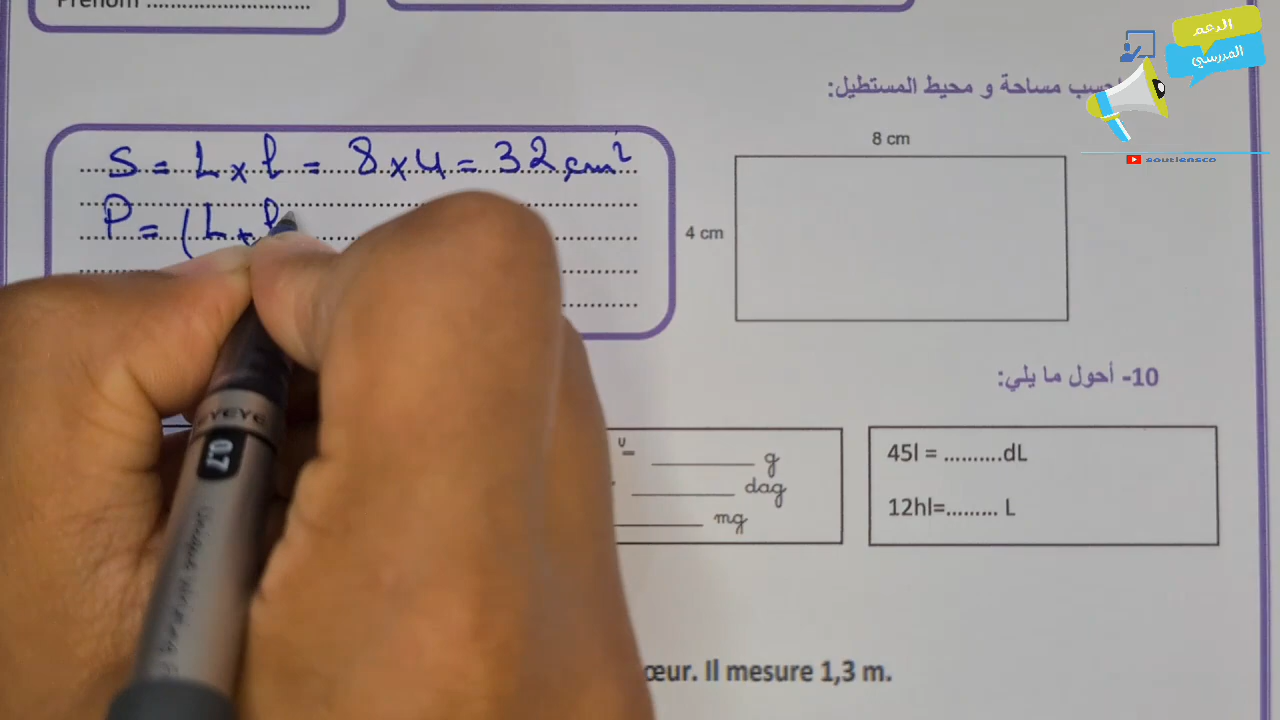 Prénom ..............................
الدعم
المدرسي
soutiensco
احسب مساحة و محيط المستطيل:
S = L x l = 8 x 4 = 32 cm²
P = (L + l
8 cm
4 cm
10- أحول ما يلي:
g
dag
mg
45l = ..........dL
12hl=......... L
0.7
œur. Il mesure 1,3 m.